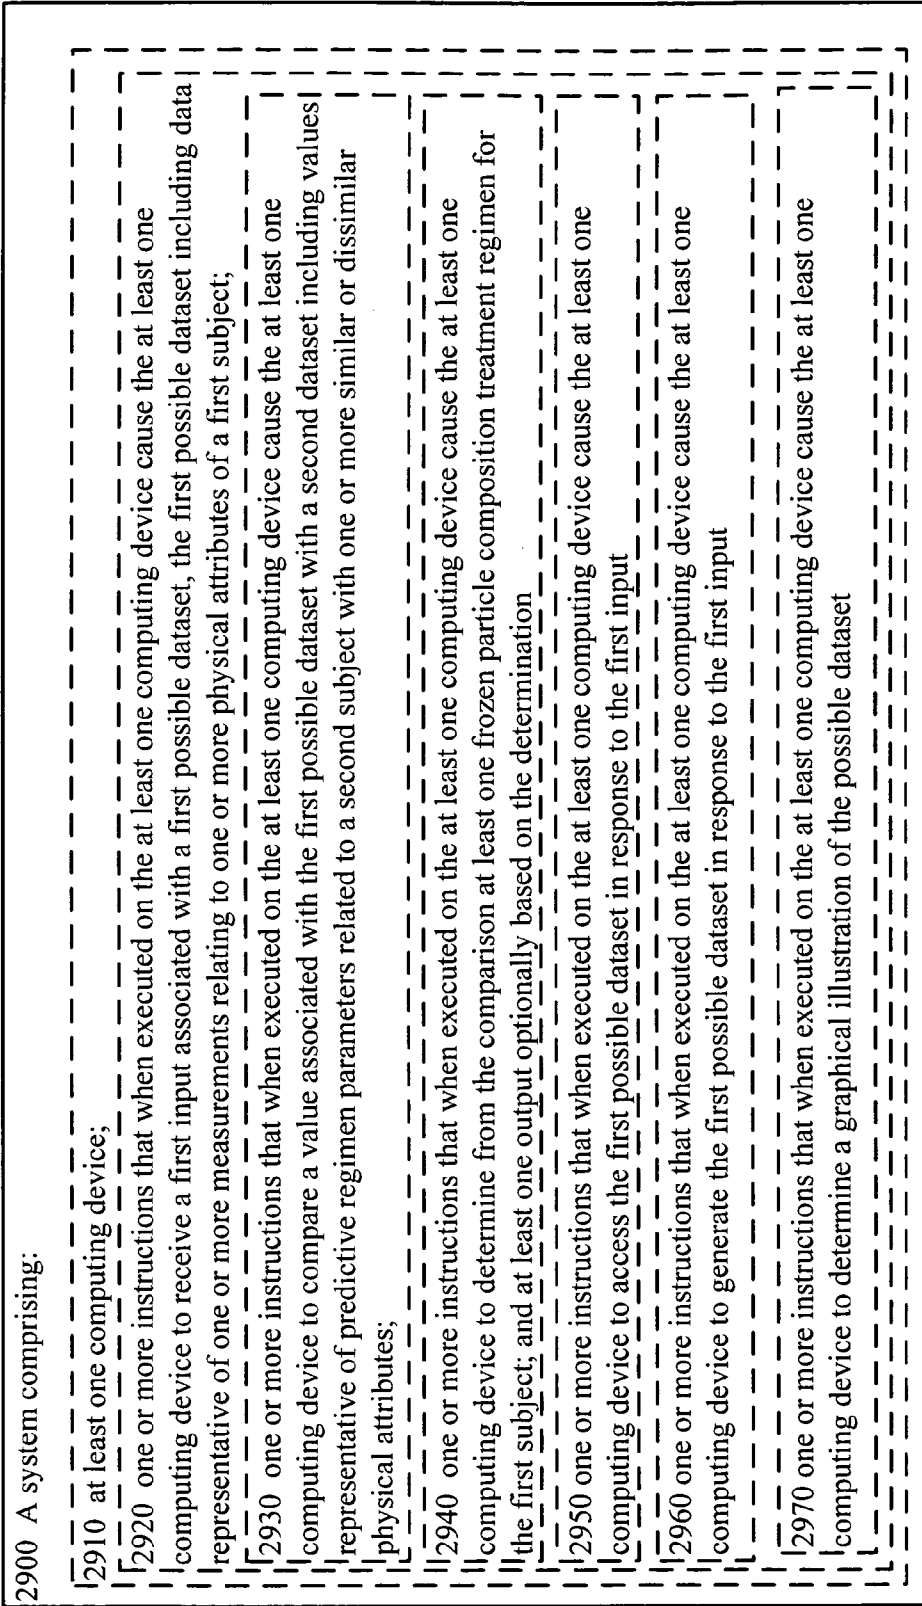 2900 A system comprising:
2910 at least one computing device;
2920 one or more instructions that when executed on the at least one computing device cause the at least one
computing device to receive a first input associated with a first possible dataset, the first possible dataset including data
representative of one or more measurements relating to one or more physical attributes of a first subject;
2930 one or more instructions that when executed on the at least one computing device cause the at least one
computing device to compare a value associated with the first possible dataset with a second dataset including values
representative of predictive regimen parameters related to a second subject with one or more similar or dissimilar
physical attributes;
2940 one or more instructions that when executed on the at least one computing device cause the at least one
computing device to determine from the comparison at least one frozen particle composition treatment regimen for
the first subject; and at least one output optionally based on the determination
2950 one or more instructions that when executed on the at least one computing device cause the at least one
computing device to access the first possible dataset in response to the first input
2960 one or more instructions that when executed on the at least one computing device cause the at least one
computing device to generate the first possible dataset in response to the first input
2970 one or more instructions that when executed on the at least one computing device cause the at least one
computing device to determine a graphical illustration of the possible dataset